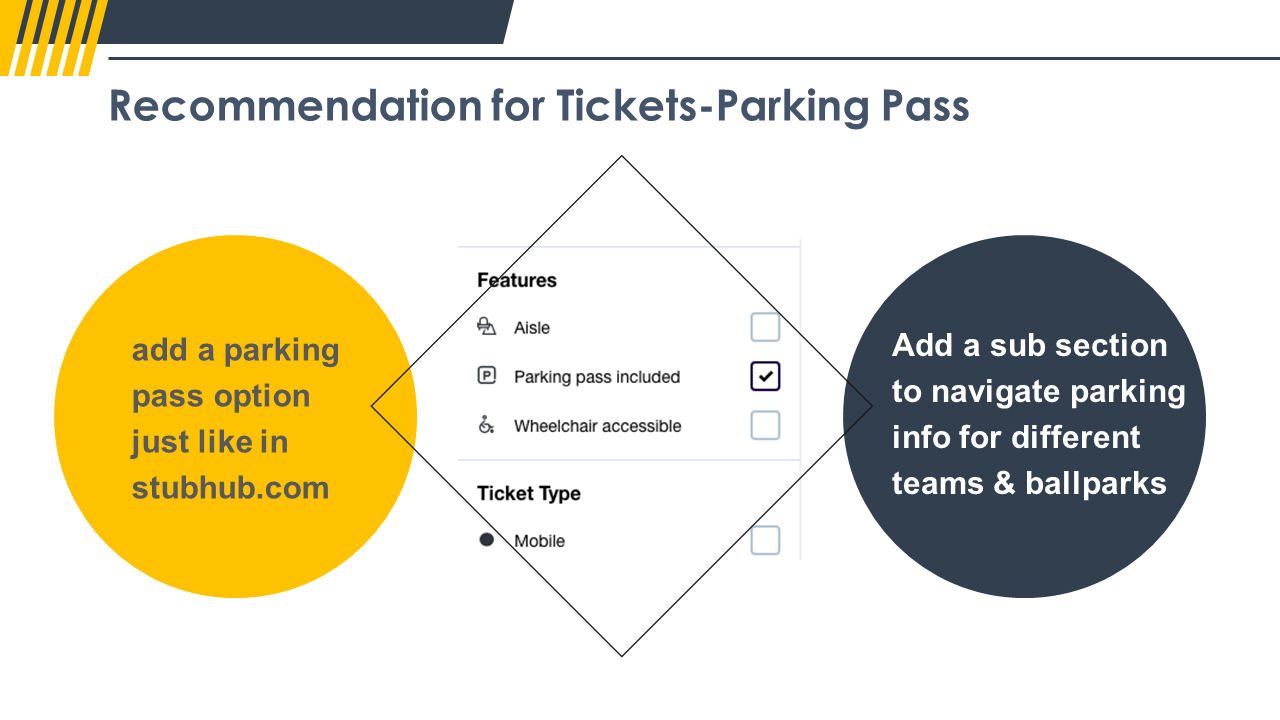 Recommendation for Tickets-Parking Pass
add a parking
pass option
just like in
stubhub.com
Features
Aisle
P Parking pass included
Wheelchair accessible
Ticket Type
Mobile
Add a sub section
to navigate parking
info for different
teams & ballparks